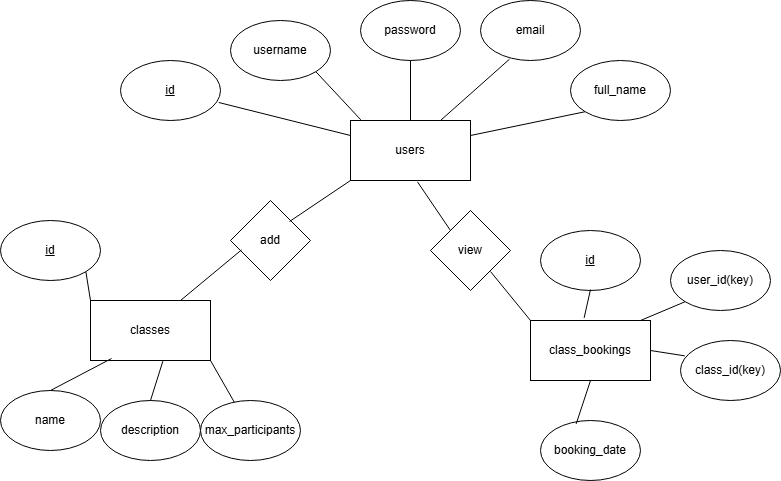 password
email
username
id
full_name
users
add
view
id
id
user_id(key)
classes
class_bookings
class_id(key)
name
description
max_participants
booking_date